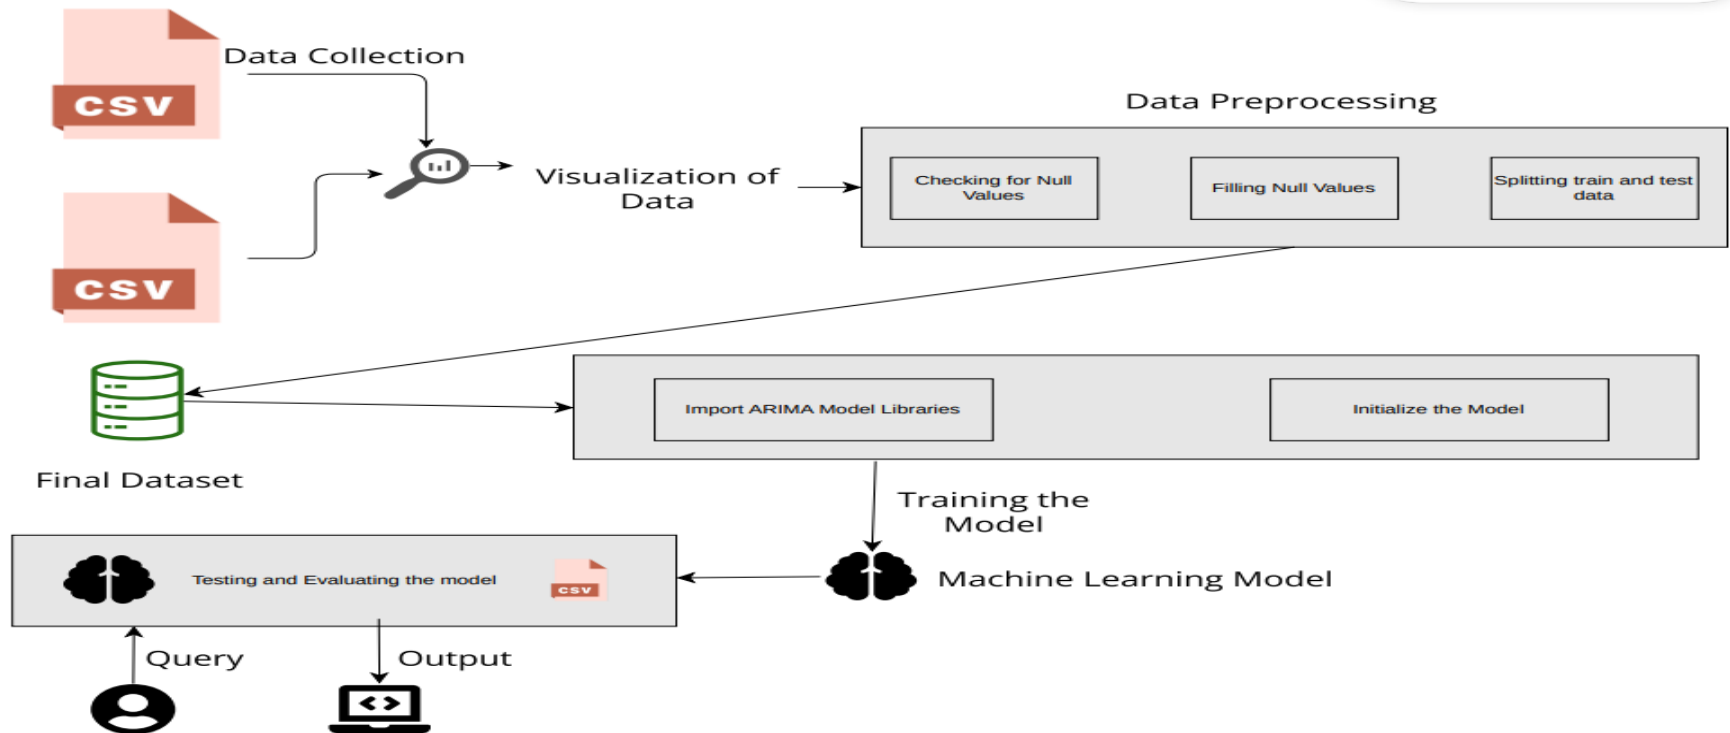 Data Collection
CSV
Data Preprocessing
Visualization of
Data
Checking for Null
Values
Filling Null Values
Splitting train and test
data
CSV
Import ARIMA Model Libraries
Initialize the Model
Final Dataset
Training the
Model
Machine Learning Model
Testing and Evaluating the model
CSV
Query
Output